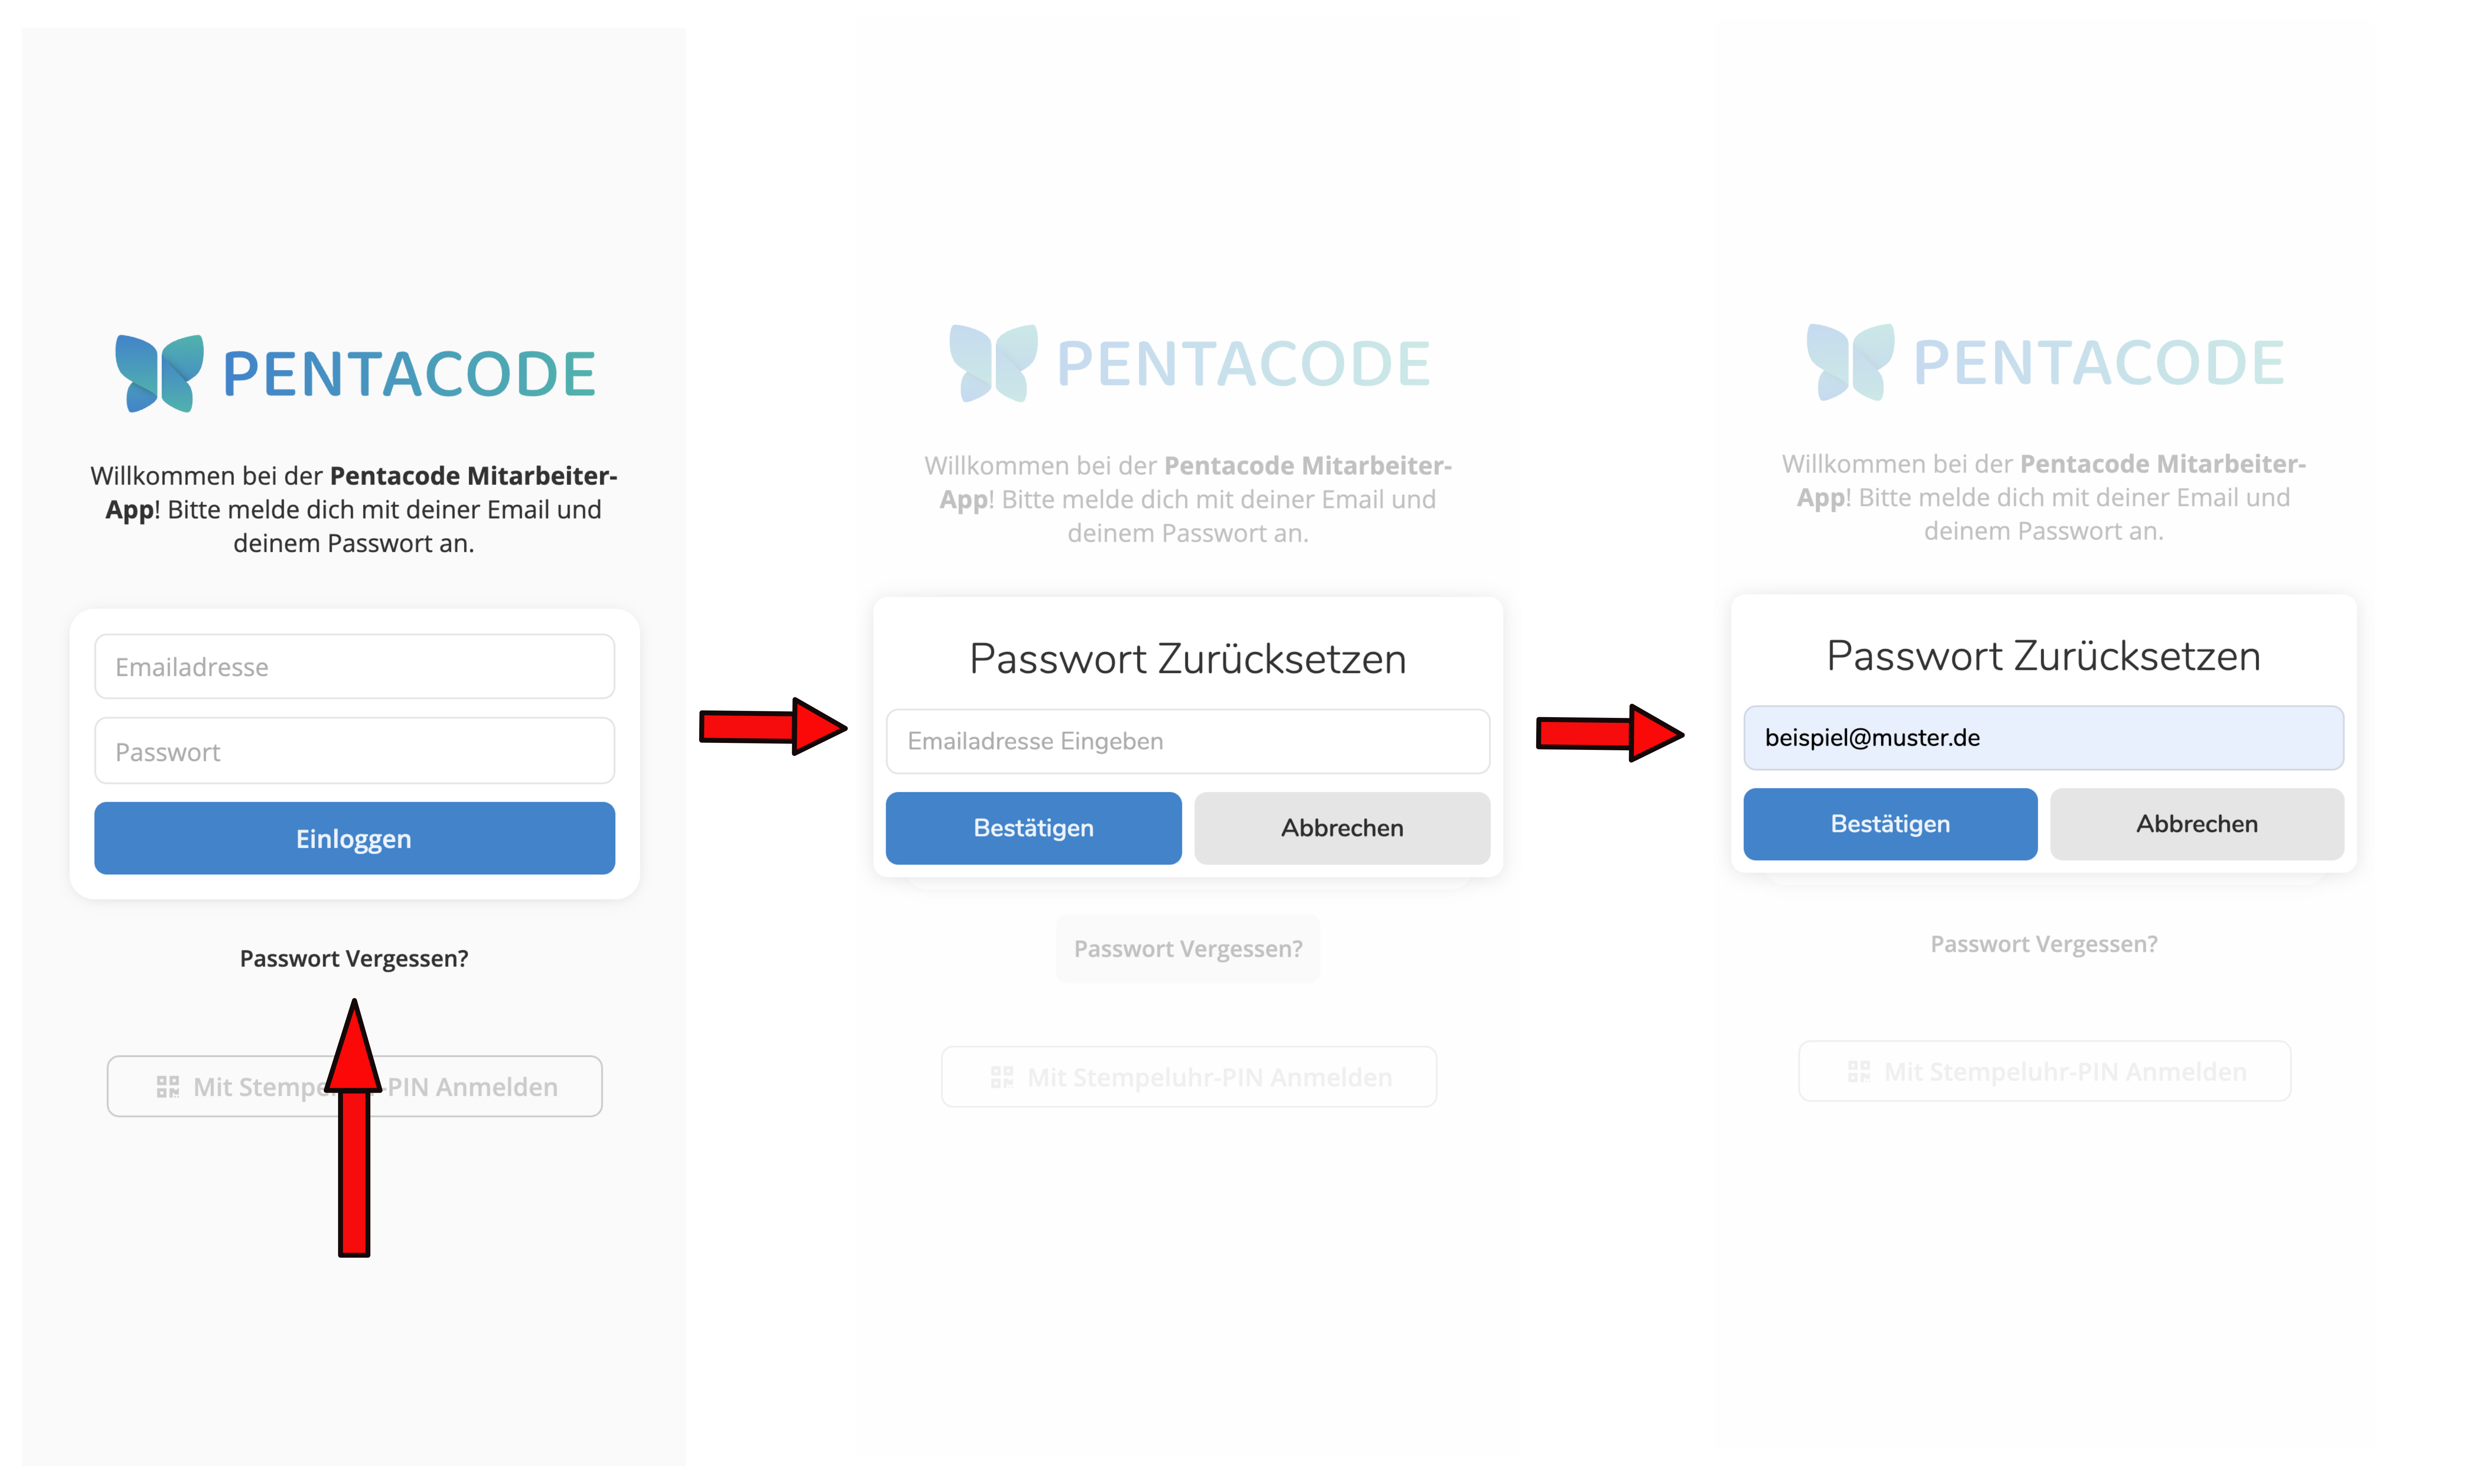 PENTACODE
Willkommen bei der Pentacode Mitarbeiter-
App! Bitte melde dich mit deiner Email und
deinem Passwort an.
Emailadresse
Passwort
Einloggen
Passwort Vergessen?
Mit Stempe -PIN Anmelden
PENTACODE
Willkommen bei der Pentacode Mitarbeiter-
App! Bitte melde dich mit deiner Email und
deinem Passwort an.
Passwort Zurücksetzen
Emailadresse Eingeben
Bestätigen
Abbrechen
Passwort Vergessen?
Mit Stempeluhr-PIN Anmelden
PENTACODE
Willkommen bei der Pentacode Mitarbeiter-
App! Bitte melde dich mit deiner Email und
deinem Passwort an.
Passwort Zurücksetzen
beispiel@muster.de
Bestätigen
Abbrechen
Passwort Vergessen?
Mit Stempeluhr-PIN Anmelden